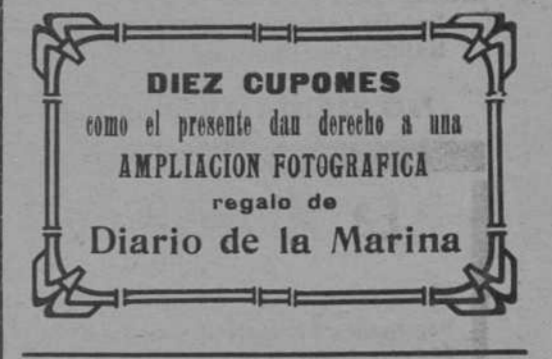 DIEZ CUPONES
como el presente dan derecho a una
AMPLIACION FOTOGRAFICA
regalo de
Diario de la Marina